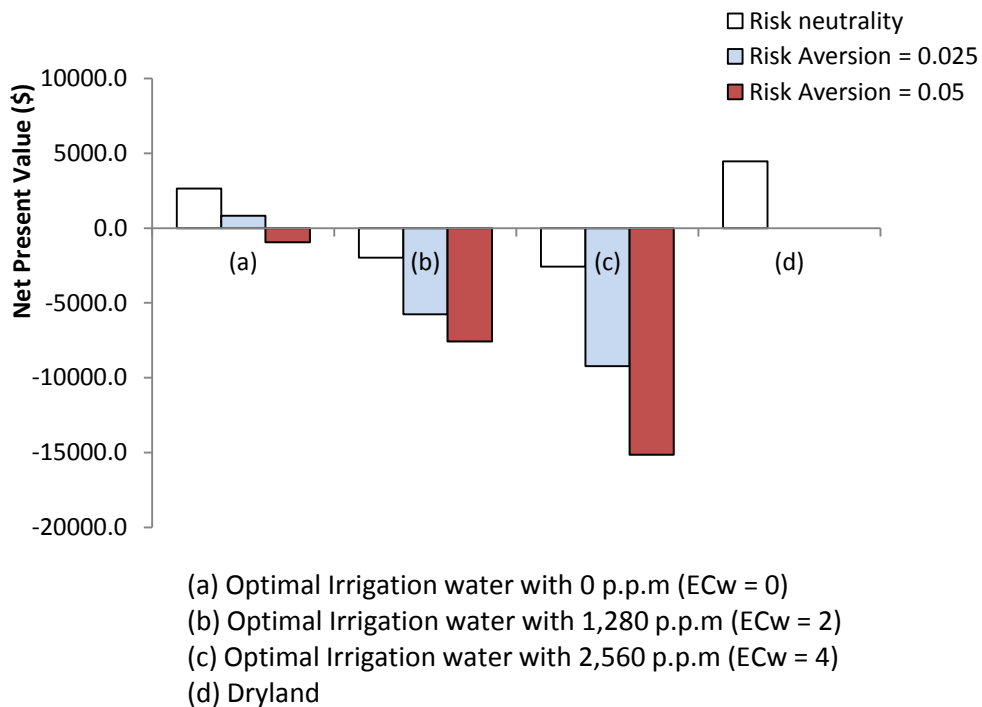 Risk neutrality
Risk Aversion = 0.025
Risk Aversion = 0.05
Net Present Value ($)
10000.0
5000.0
0.0
-5000.0
-10000.0
-15000.0
-20000.0
(a)
(b)
(c)
(d)
(a) Optimal Irrigation water with 0 p.p.m (ECw = 0)
(b) Optimal Irrigation water with 1,280 p.p.m (ECw = 2)
(c) Optimal Irrigation water with 2,560 p.p.m (ECw = 4)
(d) Dryland